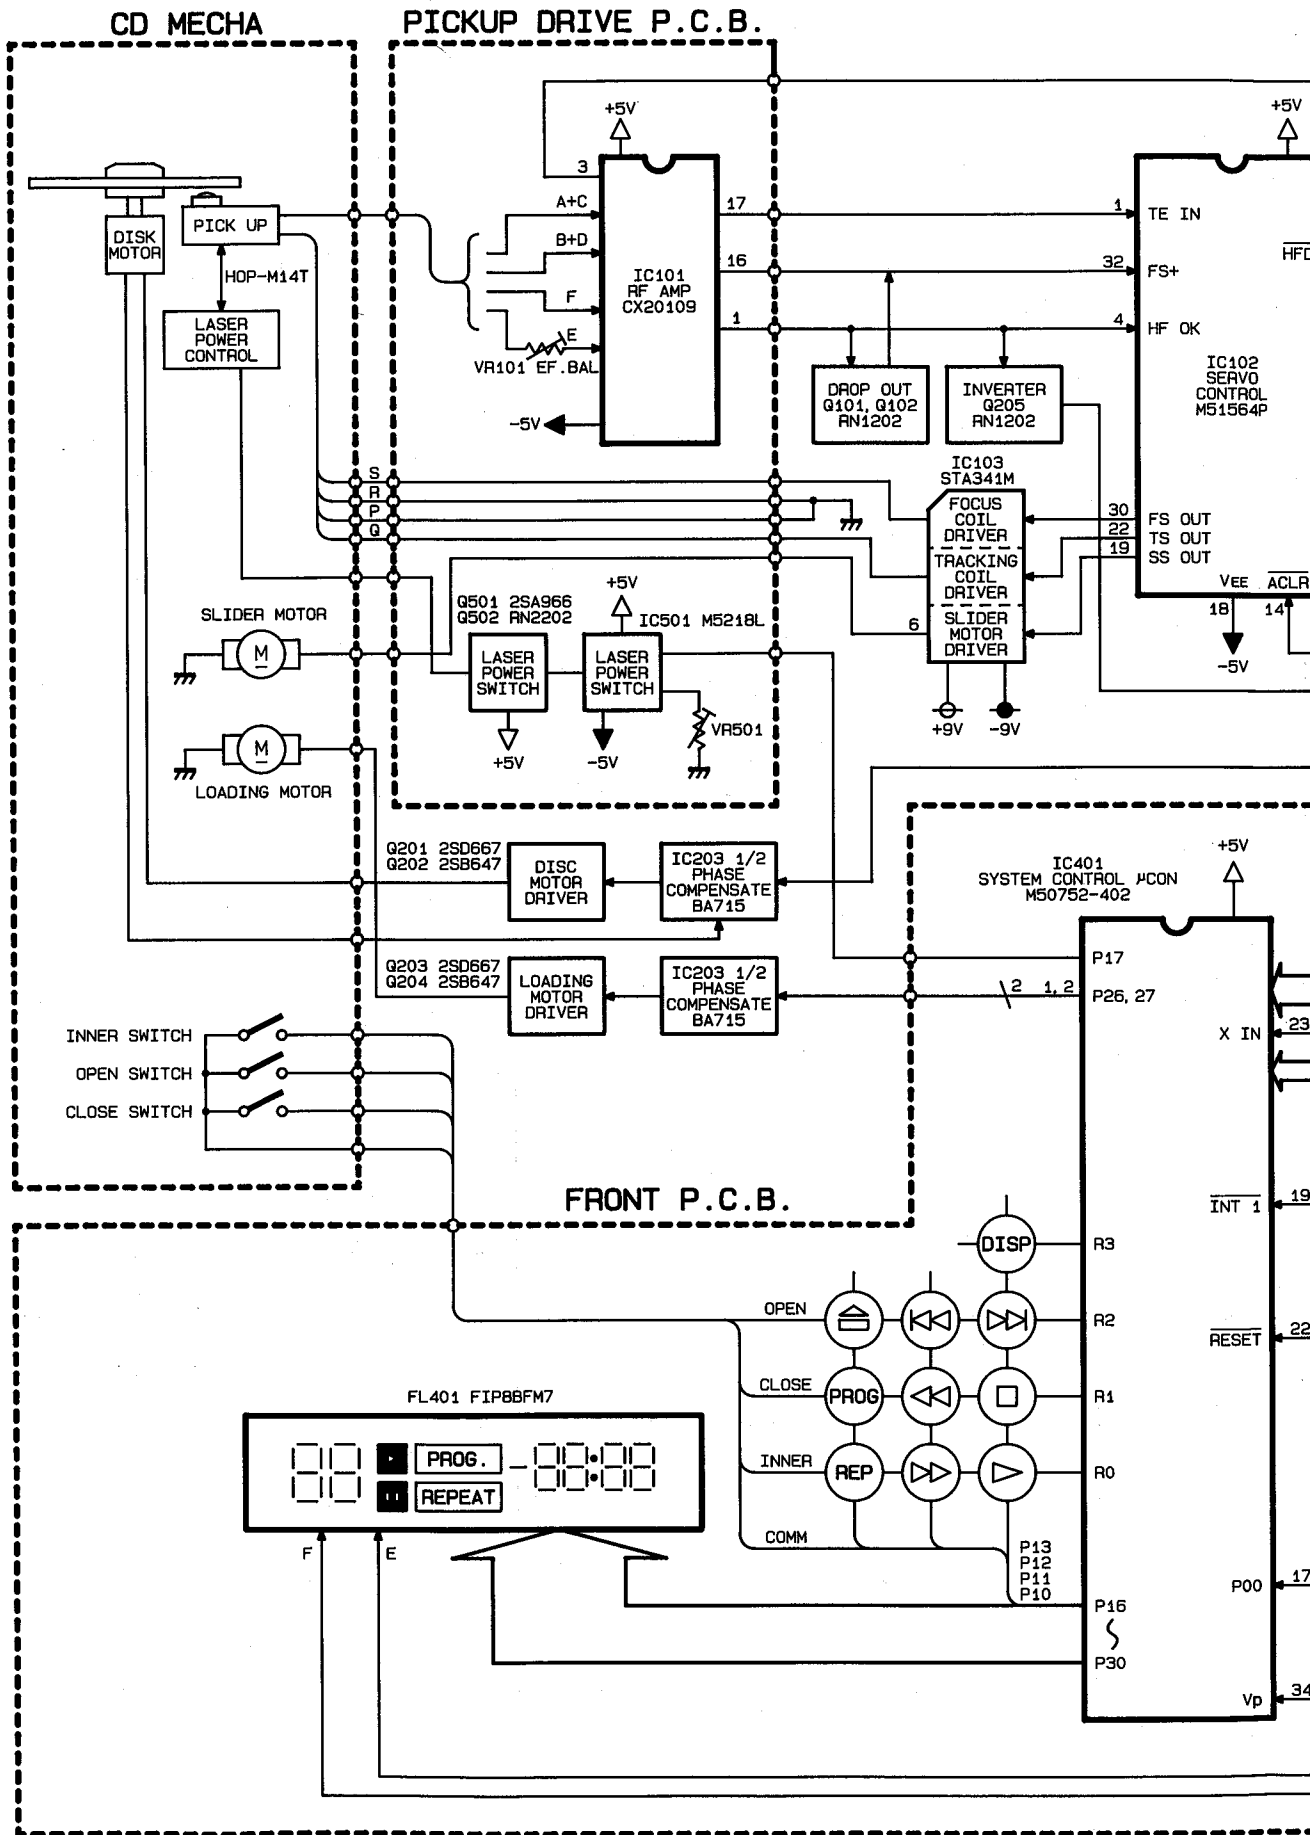 CD MECHA
PICKUP DRIVE P.C.B.
DISK
MOTOR
PICK UP
HOP-M14T
LASER
POWER
CONTROL
+5V
3
A+C
B+D
F
E
VR101 EF.BAL
-5V
IC101
RF AMP
CX20109
17
16
1
+5V
1
TE IN
32
FS+
4
HF OK
HFD
IC102
SERVO
CONTROL
M51564P
DROP OUT
Q101, Q102
RN1202
INVERTER
Q205
RN1202
S
R
P
Q
IC103
STA341M
FOCUS
COIL
DRIVER
TRACKING
COIL
DRIVER
SLIDER
MOTOR
DRIVER
6
+9V
-9V
30
FS OUT
22
TS OUT
19
SS OUT
VEE
ACLR
18
14
-5V
SLIDER MOTOR
M
LOADING MOTOR
M
Q501 2SA966
Q502 RN2202
+5V
IC501 M5218L
LASER
POWER
SWITCH
LASER
POWER
SWITCH
+5V
-5V
VR501
Q201 2SD667
Q202 2SB647
DISC
MOTOR
DRIVER
IC203 1/2
PHASE
COMPENSATE
BA715
Q203 2SD667
Q204 2SB647
LOADING
MOTOR
DRIVER
IC203 1/2
PHASE
COMPENSATE
BA715
IC401
SYSTEM CONTROL μCON
M50752-402
+5V
P17
2
1, 2
P26, 27
X IN
23
INT 1
19
RESET
22
P00
17
Vp
34
INNER SWITCH
OPEN SWITCH
CLOSE SWITCH
FRONT P.C.B.
DISP
R3
OPEN
R2
CLOSE
PROG
R1
INNER
REP
R0
COMM
P13
P12
P11
P10
P16
P30
FL401 FIP8BFM7
PROG.
REPEAT
F
E